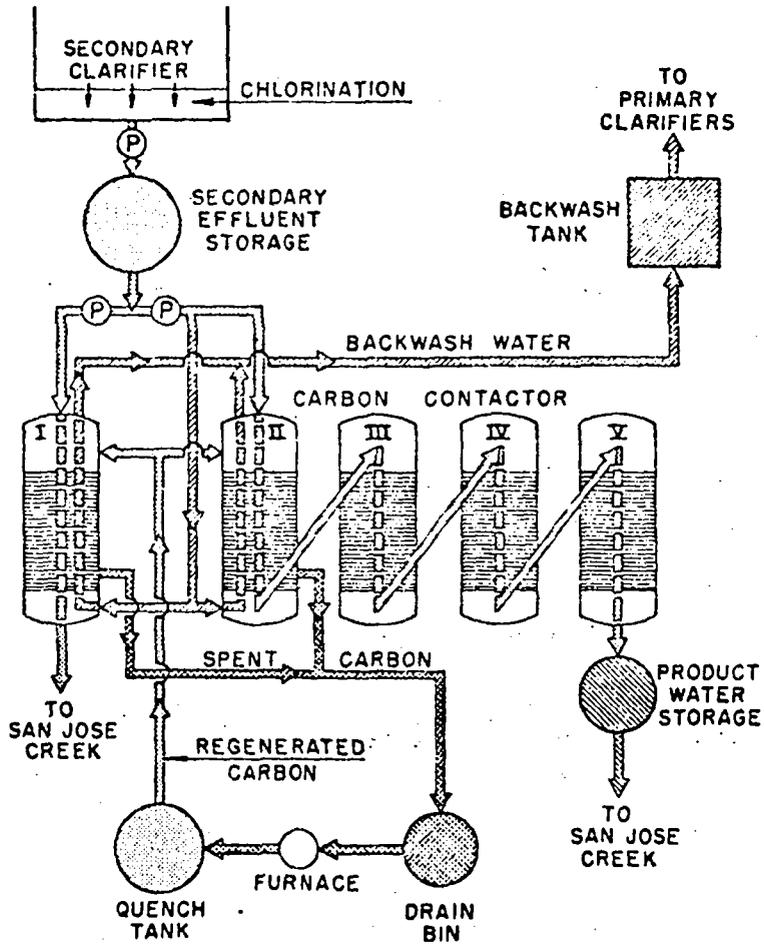 SECONDARY
CLARIFIER
CHLORINATION
P
TO
PRIMARY
CLARIFIERS
SECONDARY
EFFLUENT
STORAGE
BACKWASH
TANK
P P
BACKWASH WATER
CARBON CONTACTOR
I II III IV V
SPENT CARBON
TO
SAN JOSE
CREEK
PRODUCT
WATER
STORAGE
REGENERATED
CARBON
TO
SAN JOSE
CREEK
FURNACE
QUENCH
TANK
DRAIN
BIN